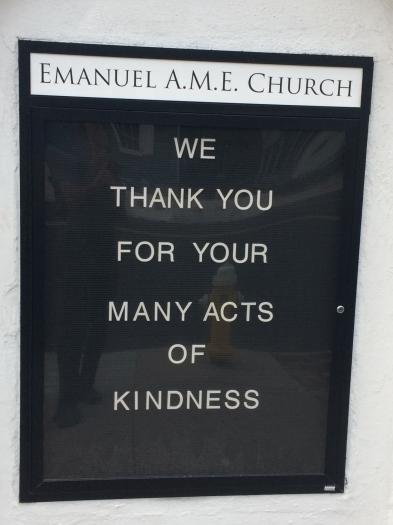 EMANUEL A.M.E. CHURCH
WE
THANK YOU
FOR YOUR
MANY ACTS
OF
KINDNESS